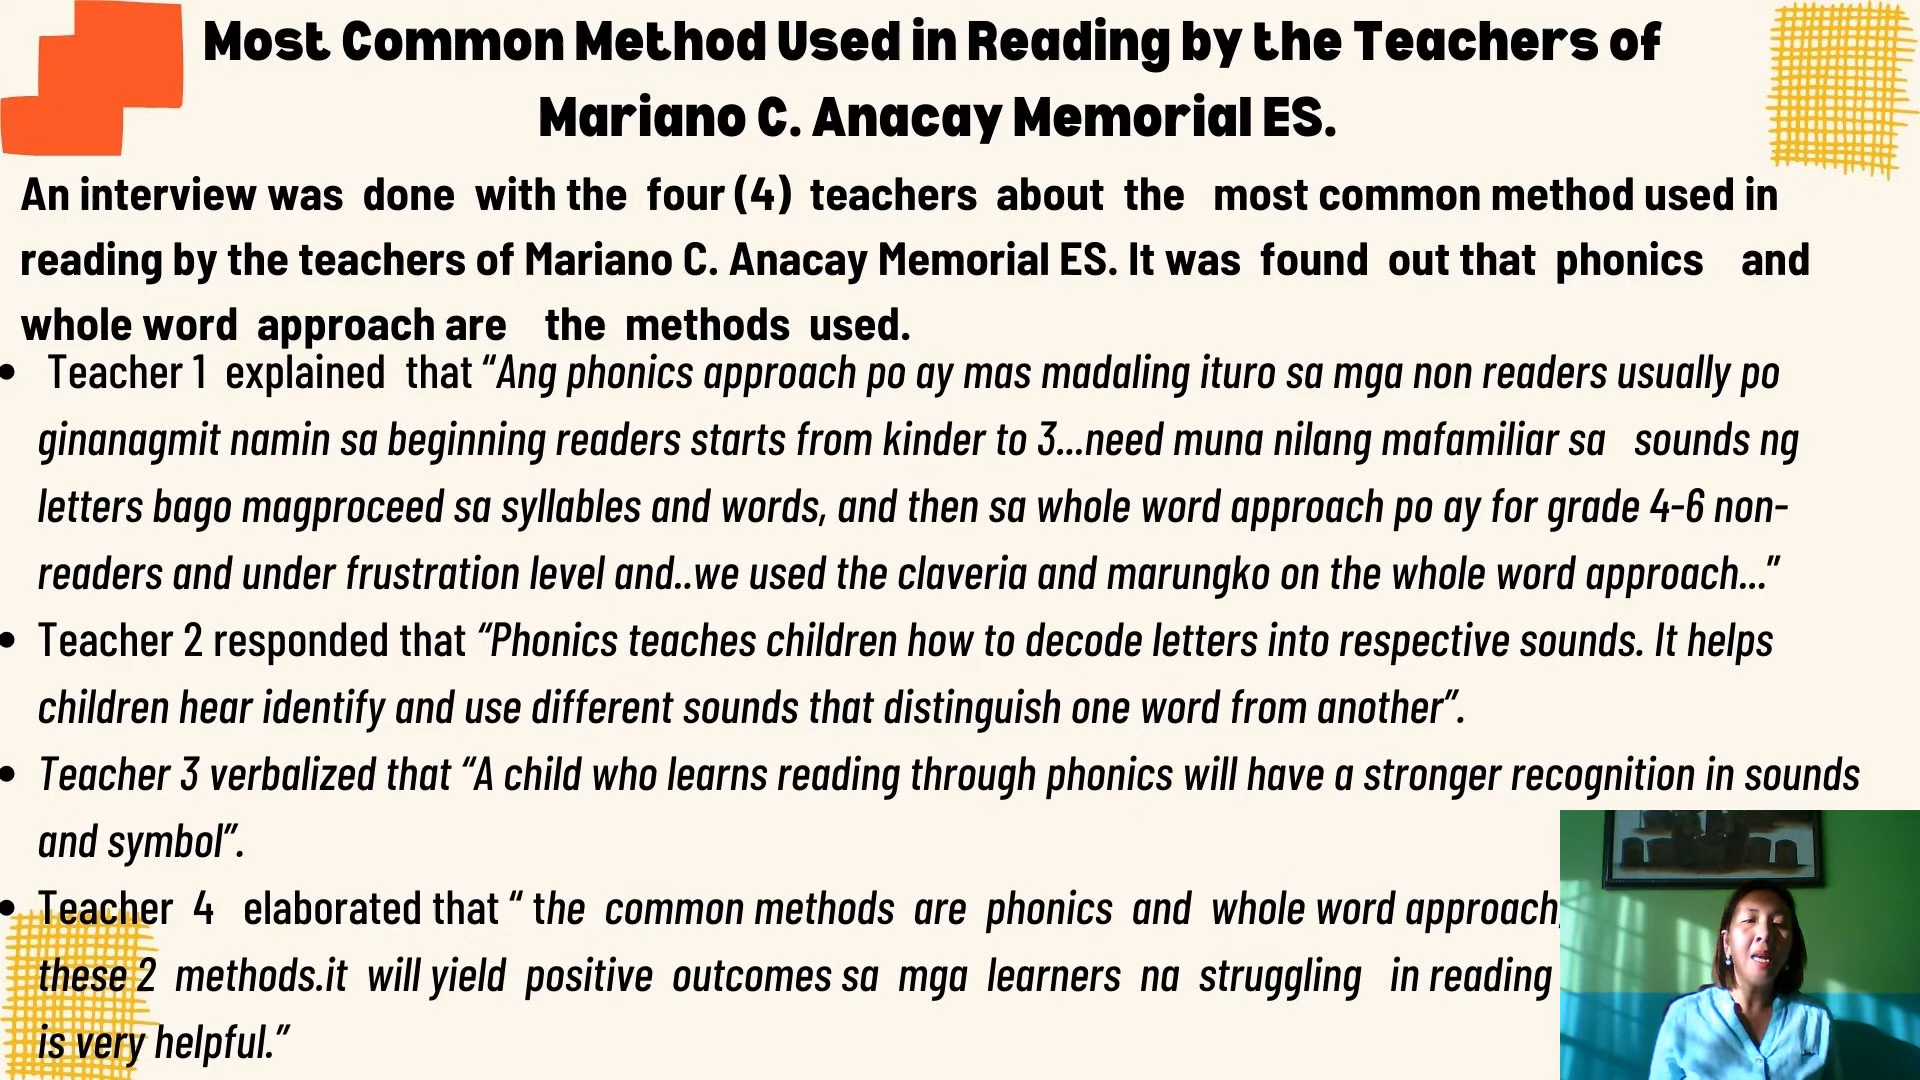 Most Common Method Used in Reading by the Teachers of
Mariano C. Anacay Memorial ES.
An interview was done with the four (4) teachers about the most common method used in
reading by the teachers of Mariano C. Anacay Memorial ES. It was found out that phonics and
whole word approach are the methods used.
• Teacher 1 explained that “Ang phonics approach po ay mas madaling ituro sa mga non readers usually po
ginanagmit namin sa beginning readers starts from kinder to 3...need muna nilang mafamiliar sa sounds ng
letters bago magproceed sa syllables and words, and then sa whole word approach po ay for grade 4-6 non-
readers and under frustration level and..we used the claveria and marungko on the whole word approach...”
• Teacher 2 responded that “Phonics teaches children how to decode letters into respective sounds. It helps
children hear identify and use different sounds that distinguish one word from another”.
• Teacher 3 verbalized that “A child who learns reading through phonics will have a stronger recognition in sounds
and symbol”.
• Teacher 4 elaborated that “ the common methods are phonics and whole word approach,
these 2 methods.it will yield positive outcomes sa mga learners na struggling in reading
is very helpful.”